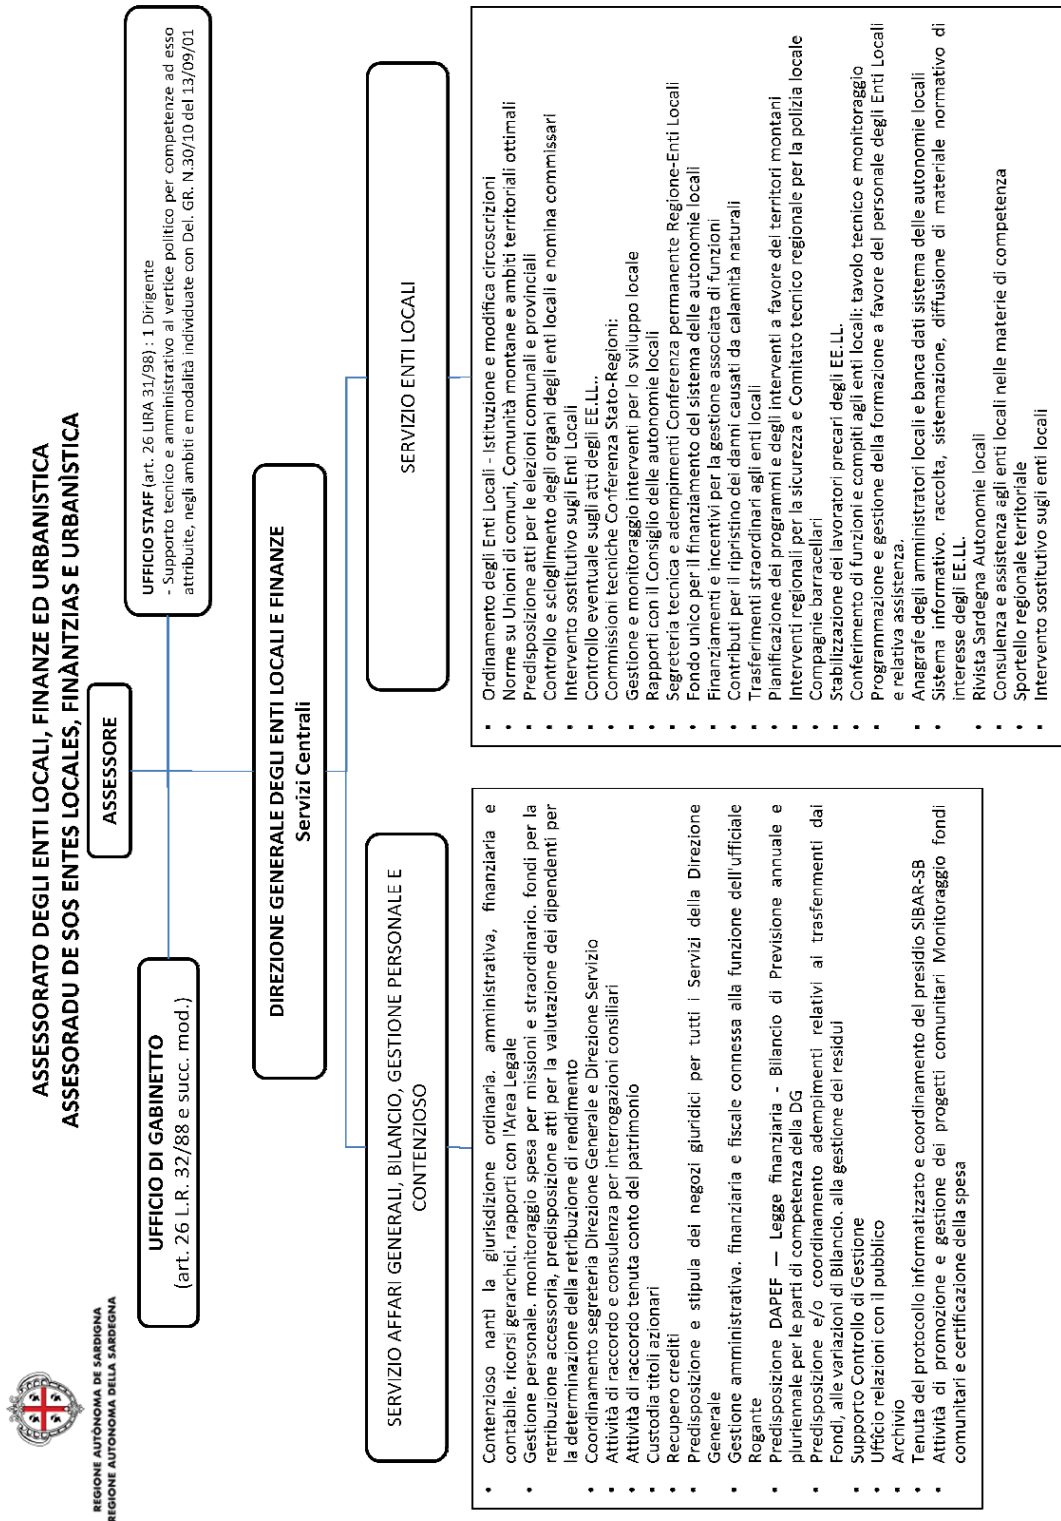 REGIONE AUTÒNOMA DE SARDIGNA
REGIONE AUTONOMA DELLA SARDEGNA
ASSESSORATO DEGLI ENTI LOCALI, FINANZE ED URBANISTICA
ASSESORADU DE SOS ENTES LOCALES, FINÀNTZIAS E URBANÌSTICA
ASSESSORE
UFFICIO DI GABINETTO
(art. 26 L.R. 32/88 e succ. mod.)
UFFICIO STAFF (art. 26 LIRA 31/98) : 1 Dirigente
- Supporto tecnico e amministrativo al vertice politico per competenze ad esso
attribuite, negli ambiti e modalità individuate con Del. GR. N.30/10 del 13/09/01
DIREZIONE GENERALE DEGLI ENTI LOCALI E FINANZE
Servizi Centrali
SERVIZIO AFFARI GENERALI, BILANCIO, GESTIONE PERSONALE E
CONTENZIOSO
• Contenzioso nanti la giurisdizione ordinaria, amministrativa, finanziaria e
contabile. ricorsi gerarchici. rapporti con l'Area Legale
• Gestione personale. monitoraggio spesa per missioni e straordinario. fondi per la
retribuzione accessoria, predisposizione atti per la valutazione dei dipendenti per
la determinazione della retribuzione di rendimento
• Coordinamento segreteria Direzione Generale e Direzione Servizio
• Attività di raccordo e consulenza per interrogazioni consiliari
• Attività di raccordo tenuta conto del patrimonio
• Custodia titoli azionari
• Recupero crediti
• Predisposizione e stipula dei negozi giuridici per tutti i Servizi della Direzione
Generale
• Gestione amministrativa. finanziaria e fiscale connessa alla funzione dell'ufficiale
Rogante
• Predisposizione DAPEF — Legge finanziaria - Bilancio di Previsione annuale e
pluriennale per le parti di competenza della DG
• Predisposizione e/o coordinamento adempimenti relativi ai trasferimenti dai
Fondi, alle variazioni di Bilancio. alla gestione dei residui
• Supporto Controllo di Gestione
• Ufficio relazioni con il pubblico
• Archivio
• Tenuta del protocollo informatizzato e coordinamento del presidio SIBAR-SB
• Attività di promozione e gestione dei progetti comunitari Monitoraggio fondi
comunitari e certificazione della spesa
SERVIZIO ENTI LOCALI
• Ordinamento degli Enti Locali - Istituzione e modifica circoscrizioni
• Norme su Unioni di comuni, Comunità montane e ambiti territoriali ottimali
• Predisposizione atti per le elezioni comunali e provinciali
• Controllo e scioglimento degli organi degli enti locali e nomina commissari
• Intervento sostitutivo sugli Enti Locali
• Controllo eventuale sugli atti degli EE.LL..
• Commissioni tecniche Conferenza Stato-Regioni:
• Gestione e monitoraggio interventi per lo sviluppo locale
• Rapporti con il Consiglio delle autonomie locali
• Segreteria tecnica e adempimenti Conferenza permanente Regione-Enti Locali
• Fondo unico per il finanziamento del sistema delle autonomie locali
• Finanziamenti e incentivi per la gestione associata di funzioni
• Contributi per il ripristino dei danni causati da calamità naturali
• Trasferimenti straordinari agli enti locali
• Pianificazione dei programmi e degli interventi a favore dei territori montani
• Interventi regionali per la sicurezza e Comitato tecnico regionale per la polizia locale
• Compagnie barracellari
• Stabilizzazione dei lavoratori precari degli EE.LL.
• Conferimento di funzioni e compiti agli enti locali: tavolo tecnico e monitoraggio
• Programmazione e gestione della formazione a favore del personale degli Enti Locali
e relativa assistenza.
• Anagrafe degli amministratori locali e banca dati sistema delle autonomie locali
• Sistema informativo. raccolta, sistemazione, diffusione di materiale normativo di
interesse degli EE.LL.
• Rivista Sardegna Autonomie locali
• Consulenza e assistenza agli enti locali nelle materie di competenza
• Sportello regionale territoriale
• Intervento sostitutivo sugli enti locali